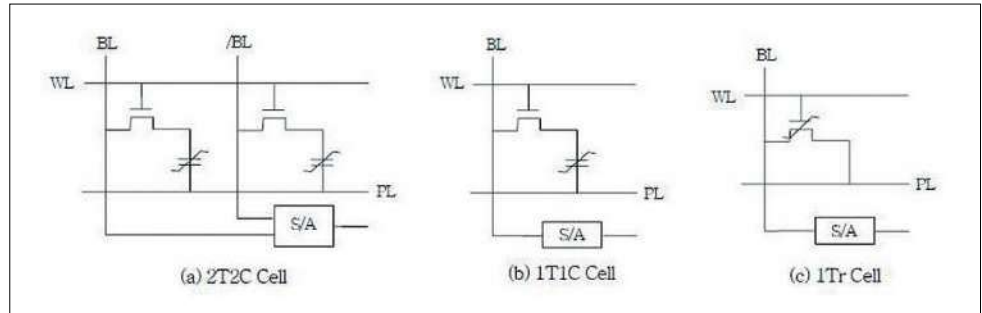 BL
/BL
WL
PL
S/A
(a) 2T2C Cell
BL
WL
PL
S/A
(b) 1T1C Cell
BL
WL
PL
S/A
(c) 1Tr Cell